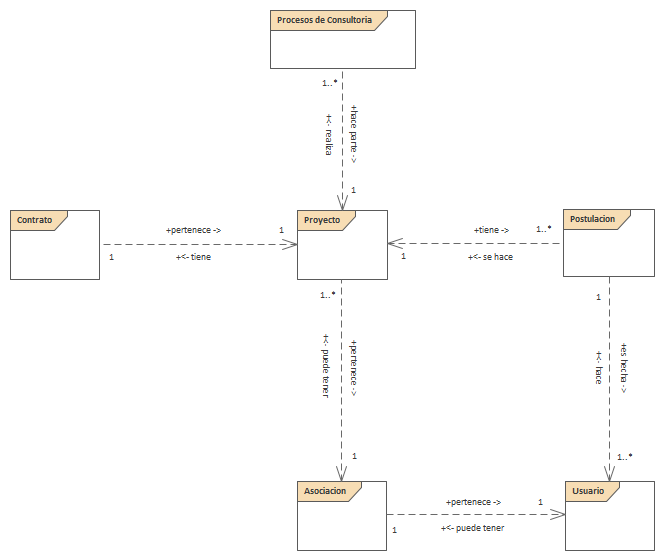 Procesos de Consultoria
1..*
+hace parte ->
+<- realiza
1
Contrato
+pertenece ->
1
1
+<- tiene
Proyecto
Postulacion
+tiene ->
1..*
1
+<- se hace
1..*
+pertenece ->
+<- puede tener
1
1
+es hecha ->
+<- hace
1..*
Asociacion
+pertenece ->
1
1
+<- puede tener
Usuario